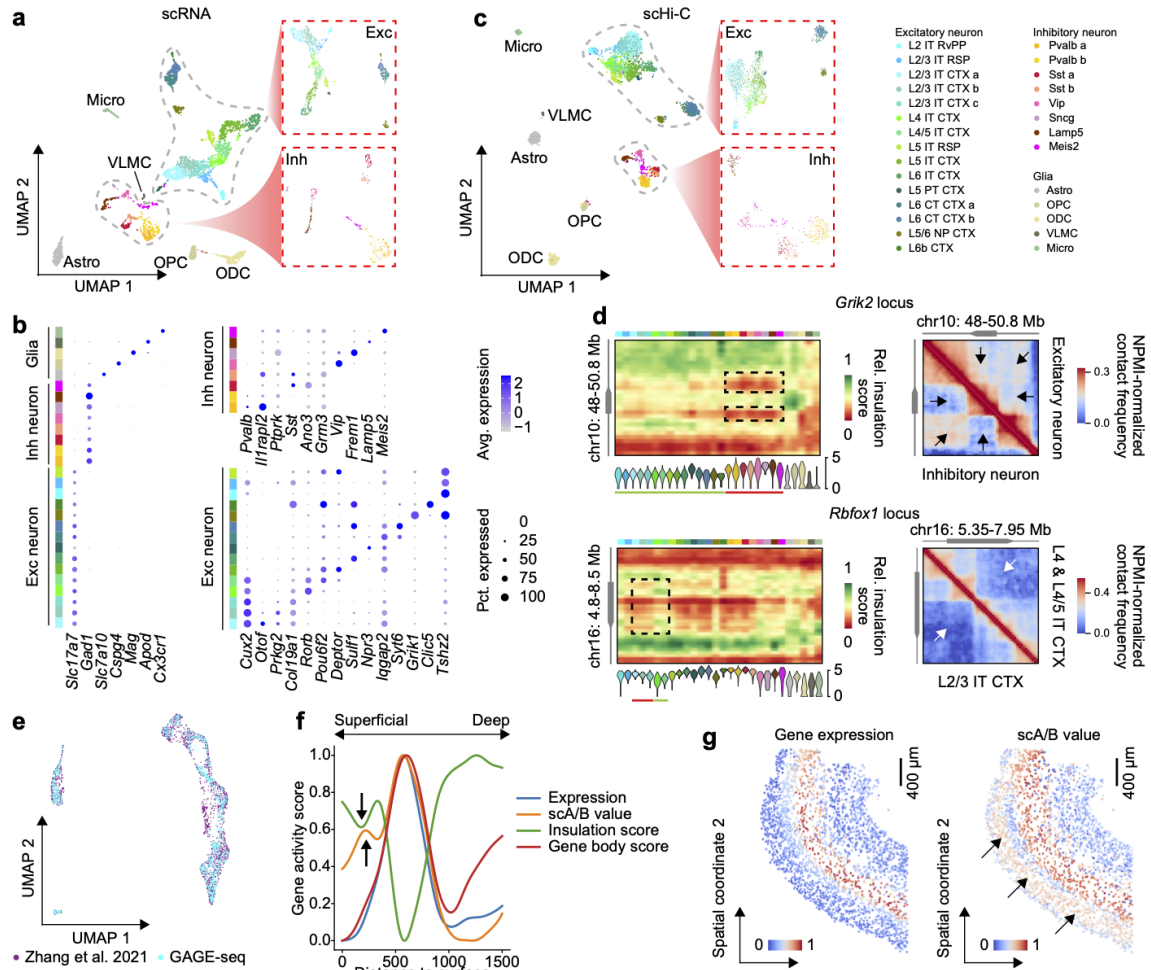 a
scRNA
Exc
Micro
VLMC
Inh
Astro
OPC
ODC
UMAP 2
UMAP 1
c
scHi-C
Micro
Exc
VLMC
Astro
Inh
OPC
ODC
UMAP 2
UMAP 1
Excitatory neuron
L2 IT RvPP
L2/3 IT RSP
L2/3 IT CTX a
L2/3 IT CTX b
L2/3 IT CTX c
L4 IT CTX
L4/5 IT CTX
L5 IT RSP
L5 IT CTX
L6 IT CTX
L5 PT CTX
L6 CT CTX a
L6 CT CTX b
L5/6 NP CTX
L6b CTX
Inhibitory neuron
Pvalb a
Pvalb b
Sst a
Sst b
Vip
Sncg
Lamp5
Meis2
Glia
Astro
OPC
ODC
VLMC
Micro
b
Glia
Inh neuron
Exc neuron
Slc17a7
Gad1
Slc7a10
Cspg4
Mag
Apod
Cx3cr1
Inh neuron
Pvalb
Il1rapl2
Ptprk
Sst
Ano3
Grm3
Vip
Frem1
Lamp5
Meis2
Exc neuron
Cux2
Otof
Prkg2
Col19a1
Rorb
Pou6f2
Deptor
Sulf1
Npr3
Iqgap2
Syt6
Grik1
Clic5
Tshz2
Avg. expression
2
1
0
−1
Pct. expressed
0
25
50
75
100
d
Grik2 locus
chr10: 48-50.8 Mb
1
0
Rel. insulation
score
5
0
chr10: 48-50.8 Mb
Excitatory neuron
Inhibitory neuron
0.3
0.0
NPMI-normalized
contact frequency
Rbfox1 locus
chr16: 4.8-8.5 Mb
1
0
Rel. insulation
score
5
0
chr16: 5.35-7.95 Mb
L4 & L4/5 IT CTX
L2/3 IT CTX
0.4
0.0
NPMI-normalized
contact frequency
e
UMAP 2
UMAP 1
Zhang et al. 2021
GAGE-seq
f
Superficial
Deep
Gene activity score
1.0
0.8
0.6
0.4
0.2
0.0
0
500
1000
1500
Expression
scA/B value
Insulation score
Gene body score
g
Gene expression
400 μm
Spatial coordinate 2
0
1
scA/B value
400 μm
Spatial coordinate 2
0
1